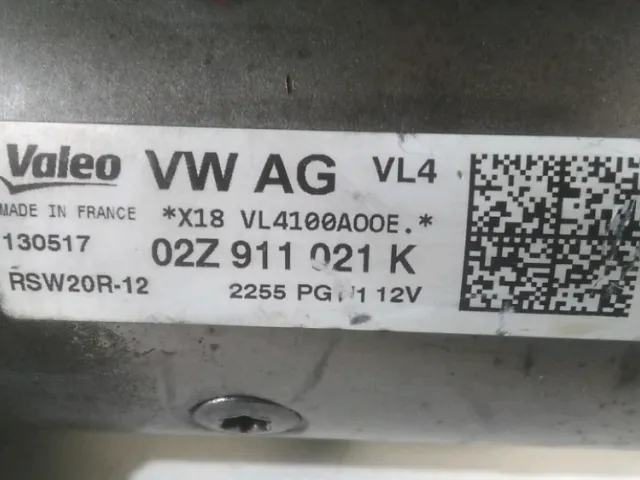 Valeo VW AG VL4
MADE IN FRANCE *X18 VL4100A00E.*
130517 02Z 911 021 K
RSW20R-12 2255 12V